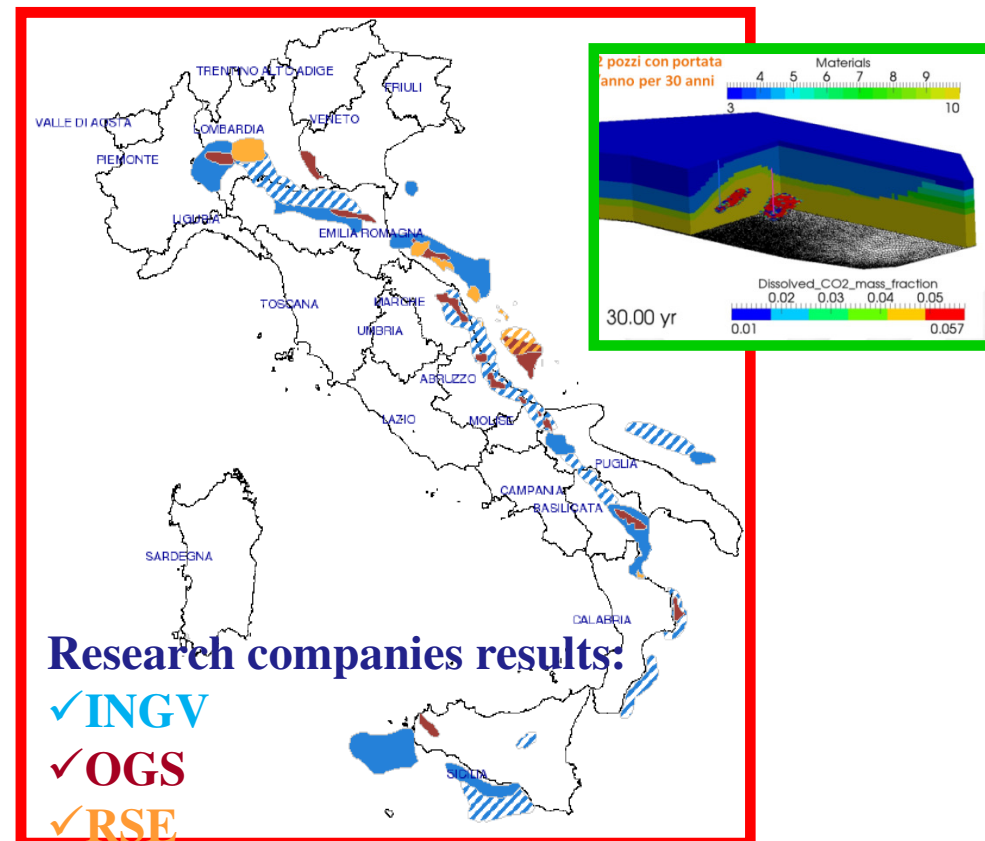 TRENTINO ALTO ADIGE
FRIULI
VALLE DI AOSTA
LOMBARDIA
VENETO
PIEMONTE
LIGURIA
EMILIA ROMAGNA
TOSCANA
MARCHE
UMBRIA
ABRUZZO
LAZIO
MOLISE
PUGLIA
CAMPANIA
BASILICATA
SARDEGNA
CALABRIA
SICILIA
Research companies results:
✓INGV
✓OGS
✓RSE
2 pozzi con portata
/anno per 30 anni
Materials
4 5 6 7 8 9
3 10
Dissolved_CO2_mass_fraction
0.02 0.03 0.04 0.05
0.01 0.057
30.00 yr